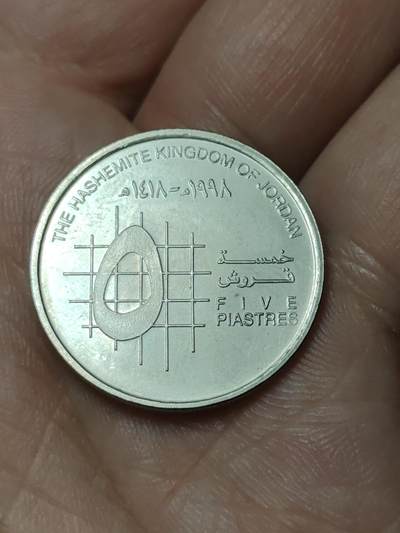 THE HASHEMITE KINGDOM OF JORDAN
١٩٩٨م - ١٤١٨هـ
خمسة
قروش
FIVE
PIASTRES
٥